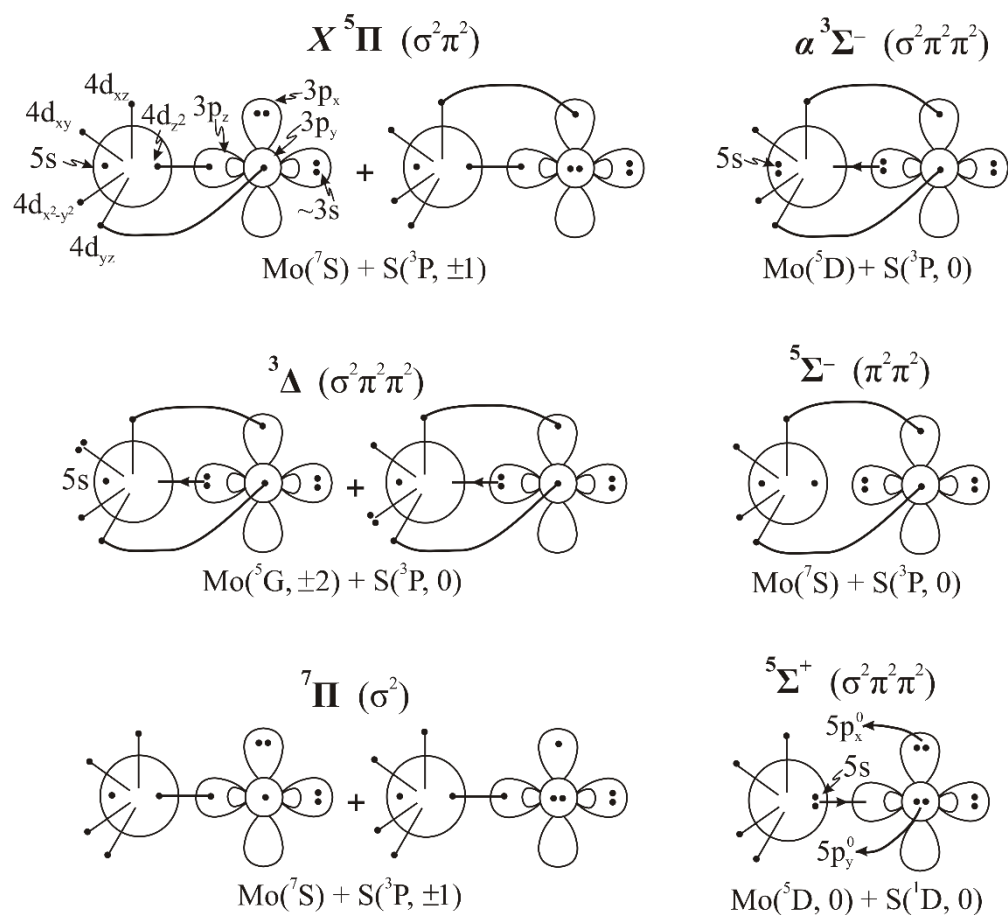 X ⁵Π (σ²π²)
α ³Σ⁻ (σ²π²π²)
4d_xz
4d_xy
4d_z²
3p_z
3p_x
3p_y
5s
+
~3s
4d_x²-y²
4d_yz
5s
Mo(⁷S) + S(³P, ±1)
Mo(⁵D) + S(³P, 0)
³Δ (σ²π²π²)
⁵Σ⁻ (π²π²)
5s
+
Mo(⁵G, ±2) + S(³P, 0)
Mo(⁷S) + S(³P, 0)
⁷Π (σ²)
⁵Σ⁺ (σ²π²π²)
5p⁰_x
5s
+
5p⁰_y
Mo(⁷S) + S(³P, ±1)
Mo(⁵D, 0) + S(¹D, 0)